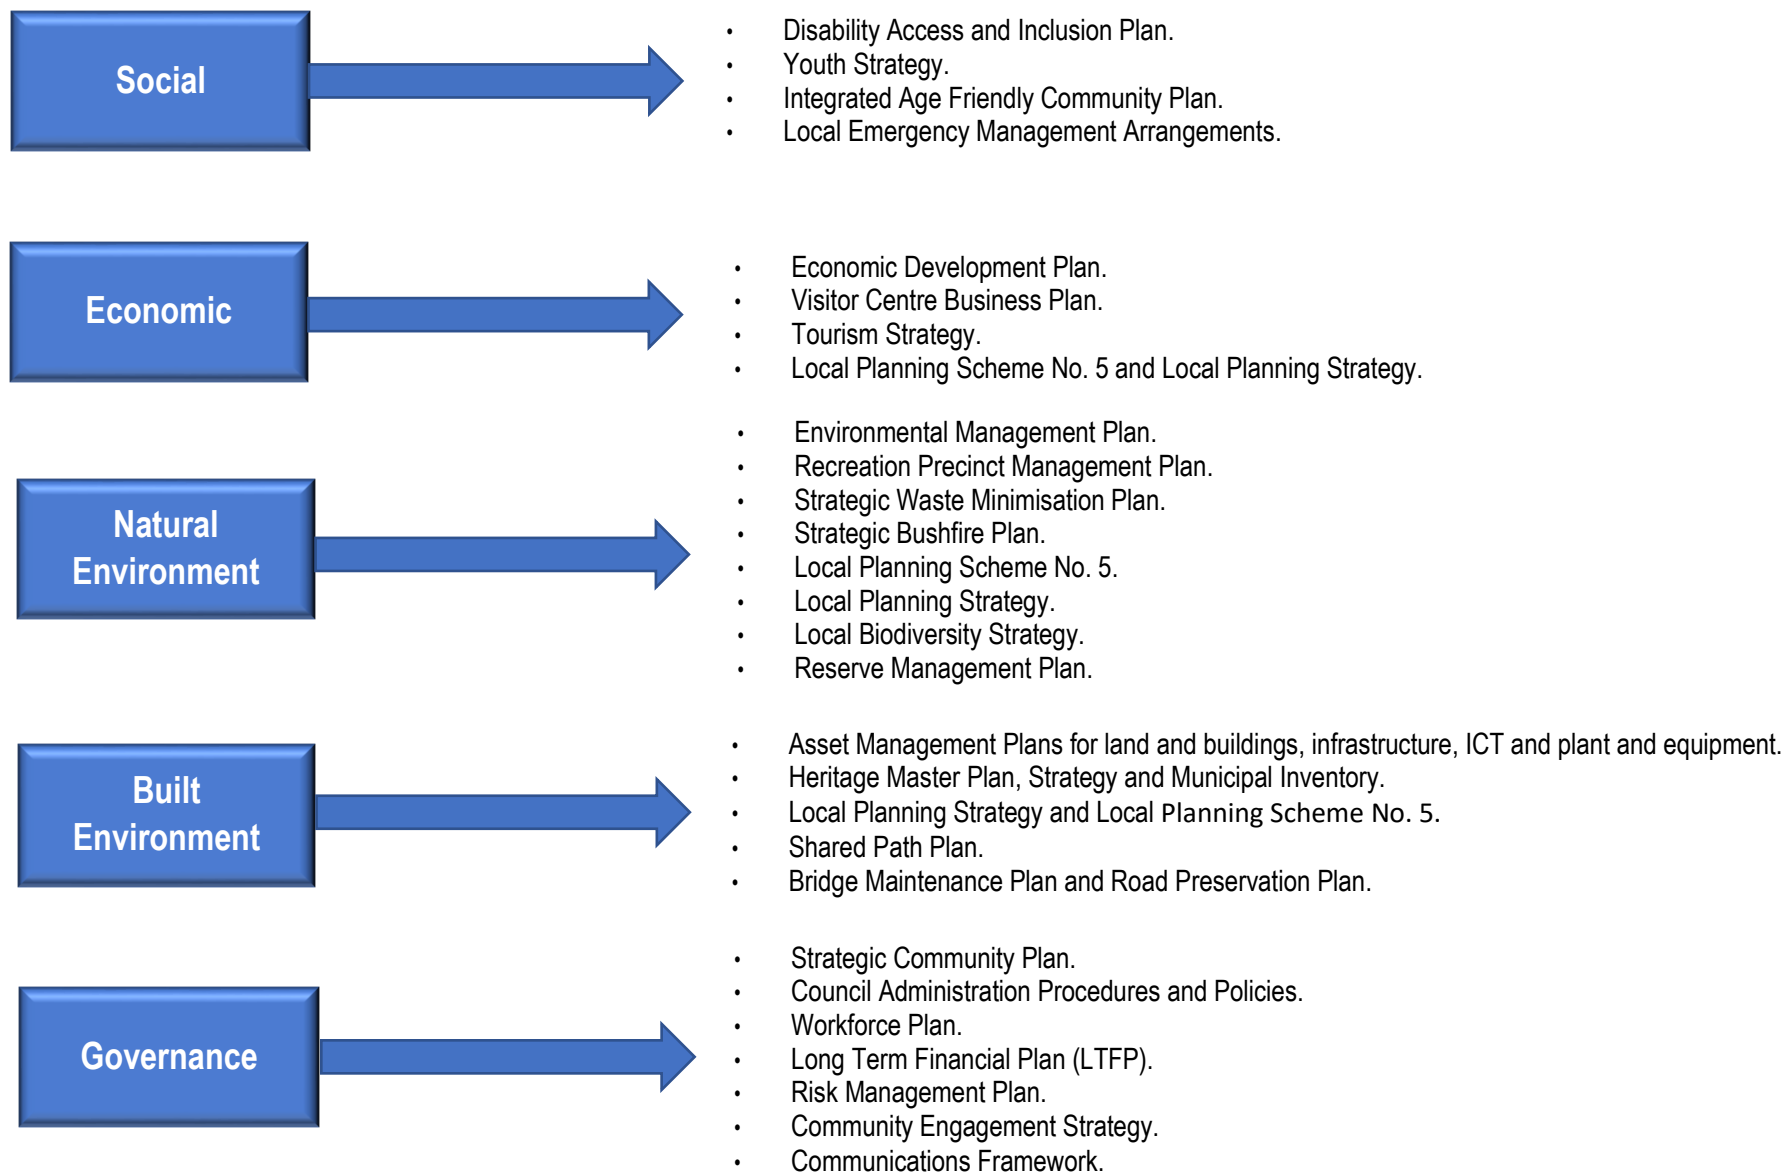 Social
• Disability Access and Inclusion Plan.
• Youth Strategy.
• Integrated Age Friendly Community Plan.
• Local Emergency Management Arrangements.
Economic
• Economic Development Plan.
• Visitor Centre Business Plan.
• Tourism Strategy.
• Local Planning Scheme No. 5 and Local Planning Strategy.
Natural
Environment
• Environmental Management Plan.
• Recreation Precinct Management Plan.
• Strategic Waste Minimisation Plan.
• Strategic Bushfire Plan.
• Local Planning Scheme No. 5.
• Local Planning Strategy.
• Local Biodiversity Strategy.
• Reserve Management Plan.
Built
Environment
• Asset Management Plans for land and buildings, infrastructure, ICT and plant and equipment.
• Heritage Master Plan, Strategy and Municipal Inventory.
• Local Planning Strategy and Local Planning Scheme No. 5.
• Shared Path Plan.
• Bridge Maintenance Plan and Road Preservation Plan.
Governance
• Strategic Community Plan.
• Council Administration Procedures and Policies.
• Workforce Plan.
• Long Term Financial Plan (LTFP).
• Risk Management Plan.
• Community Engagement Strategy.
• Communications Framework.